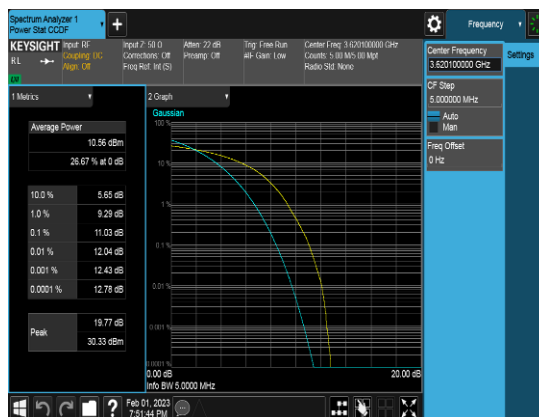 Spectrum Analyzer 1
Power Stat CCDF
Frequency
KEYSIGHT
RL
Input: RF
Coupling: DC
Align: Off
Input Z: 50 Ω
Corrections: Off
Freq Ref: Int (S)
Atten: 22 dB
Preamp: Off
Trig: Free Run
#IF Gain: Low
Center Freq: 3.620100000 GHz
Counts: 5.00 M/5.00 Mpt
Radio Std: None
Center Frequency
3.620100000 GHz
Settings
CF Step
5.000000 MHz
Auto
Man
Freq Offset
0 Hz
1 Metrics
Average Power
10.56 dBm
26.67 % at 0 dB
10.0 % 5.65 dB
1.0 % 9.29 dB
0.1 % 11.03 dB
0.01 % 12.04 dB
0.001 % 12.43 dB
0.0001 % 12.78 dB
Peak
19.77 dB
30.33 dBm
2 Graph
Gaussian
100 %
10 %
1 %
0.1 %
0.01 %
0.001 %
0.0001 %
0.00 dB 20.00 dB
Info BW 5.0000 MHz
Feb 01, 2023
7:51:44 PM